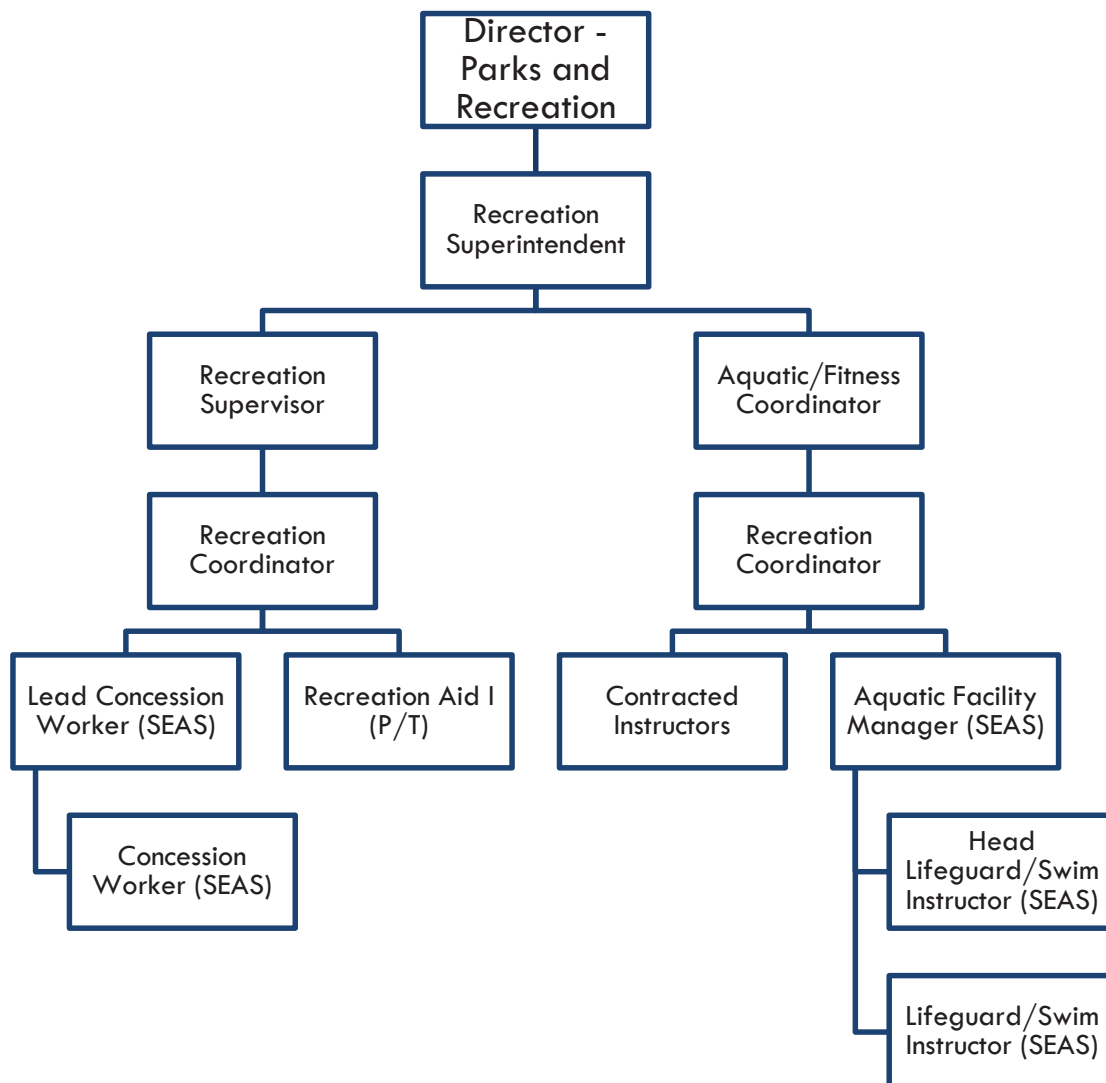 Director -
Parks and
Recreation
Recreation
Superintendent
Recreation
Supervisor
Aquatic/Fitness
Coordinator
Recreation
Coordinator
Recreation
Coordinator
Lead Concession
Worker (SEAS)
Recreation Aid I
(P/T)
Contracted
Instructors
Aquatic Facility
Manager (SEAS)
Concession
Worker (SEAS)
Head
Lifeguard/Swim
Instructor (SEAS)
Lifeguard/Swim
Instructor (SEAS)